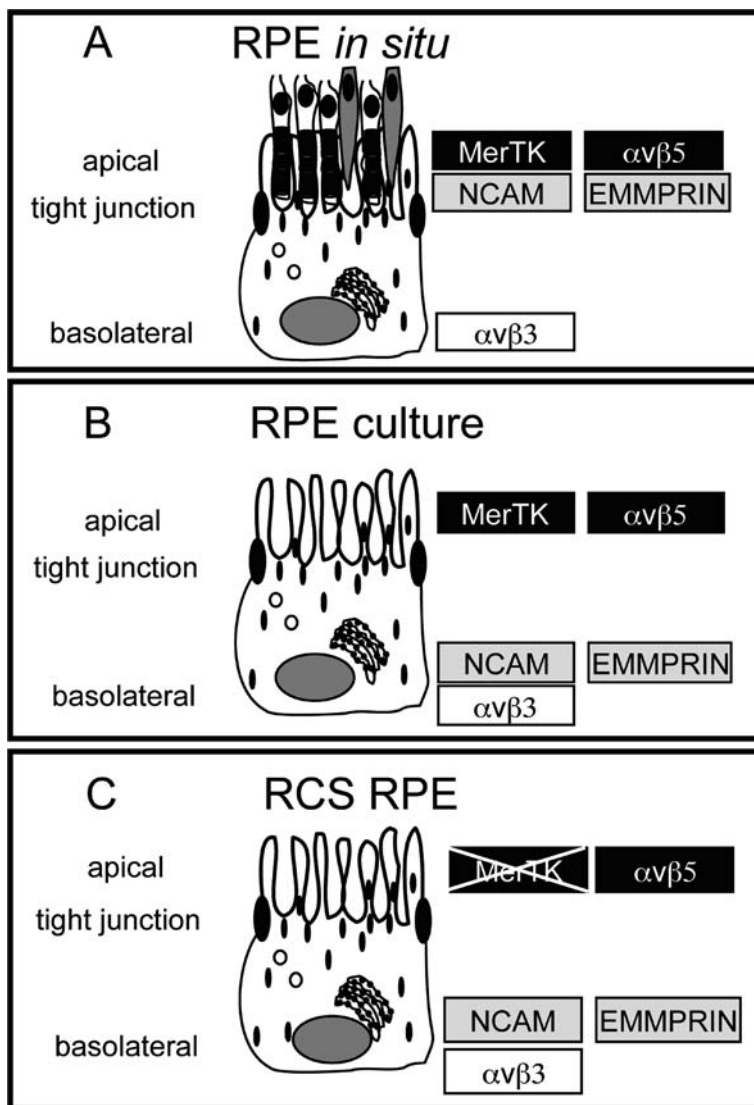 A RPE in situ
apical MerTK αvβ5
tight junction NCAM EMMPRIN
basolateral αvβ3
B RPE culture
apical MerTK αvβ5
tight junction
NCAM EMMPRIN
basolateral αvβ3
C RCS RPE
apical MerTK αvβ5
tight junction
NCAM EMMPRIN
basolateral αvβ3